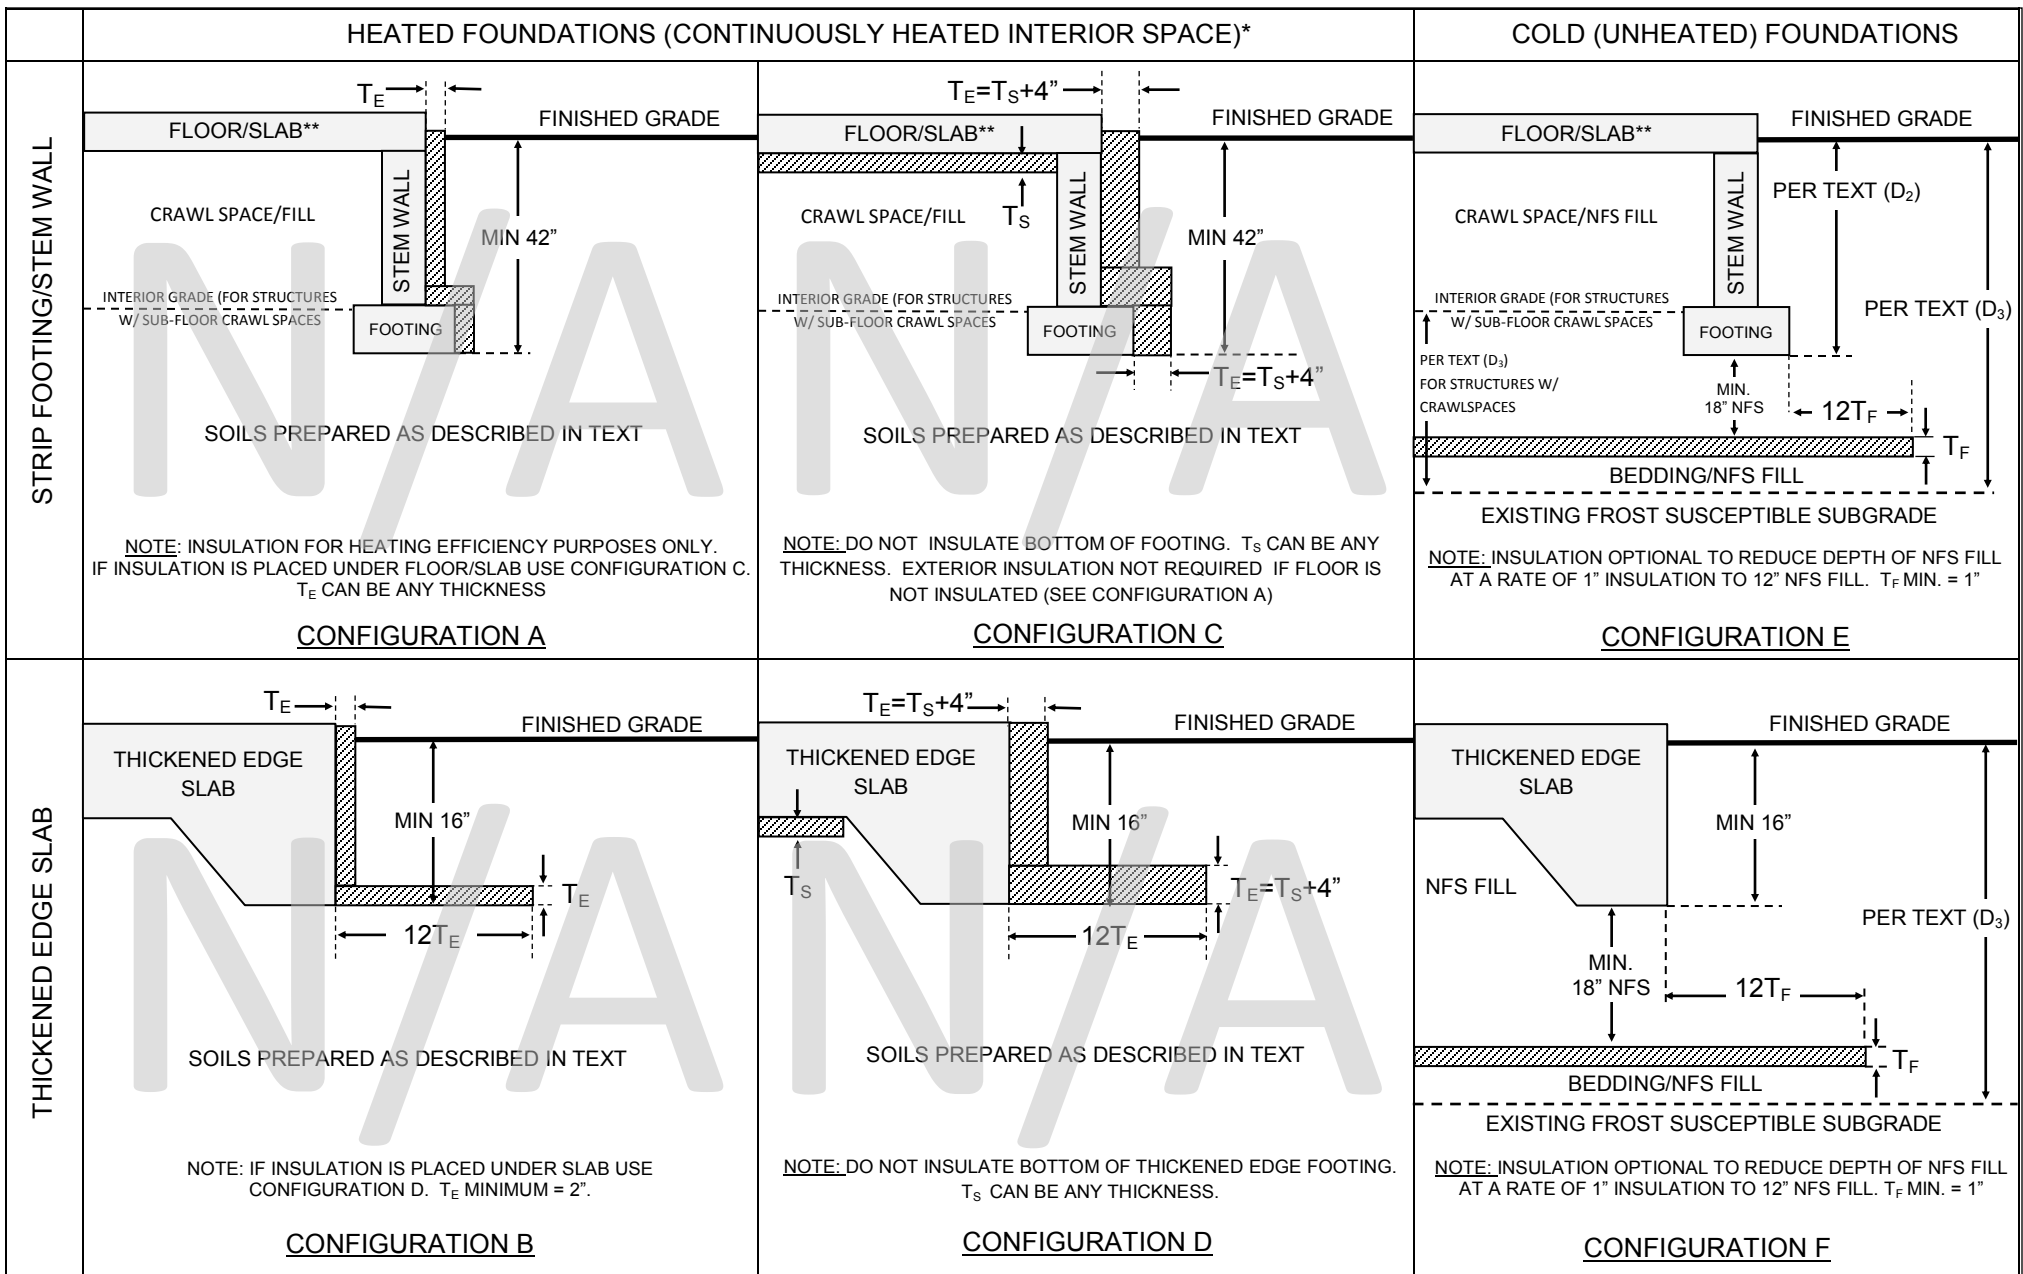 HEATED FOUNDATIONS (CONTINUOUSLY HEATED INTERIOR SPACE)*
COLD (UNHEATED) FOUNDATIONS
STRIP FOOTING/STEM WALL
TE
FLOOR/SLAB**
FINISHED GRADE
STEM WALL
CRAWL SPACE/FILL
MIN 42”
INTERIOR GRADE (FOR STRUCTURES
W/ SUB-FLOOR CRAWL SPACES
FOOTING
N/A
SOILS PREPARED AS DESCRIBED IN TEXT
NOTE: INSULATION FOR HEATING EFFICIENCY PURPOSES ONLY.
IF INSULATION IS PLACED UNDER FLOOR/SLAB USE CONFIGURATION C.
TE CAN BE ANY THICKNESS
CONFIGURATION A
TE=TS+4”
FLOOR/SLAB**
FINISHED GRADE
STEM WALL
CRAWL SPACE/FILL
TS
MIN 42”
INTERIOR GRADE (FOR STRUCTURES
W/ SUB-FLOOR CRAWL SPACES
FOOTING
TE=TS+4”
N/A
SOILS PREPARED AS DESCRIBED IN TEXT
NOTE: DO NOT INSULATE BOTTOM OF FOOTING. TS CAN BE ANY
THICKNESS. EXTERIOR INSULATION NOT REQUIRED IF FLOOR IS
NOT INSULATED (SEE CONFIGURATION A)
CONFIGURATION C
FLOOR/SLAB**
FINISHED GRADE
STEM WALL
PER TEXT (D2)
CRAWL SPACE/NFS FILL
INTERIOR GRADE (FOR STRUCTURES
W/ SUB-FLOOR CRAWL SPACES
FOOTING
PER TEXT (D3)
PER TEXT (D3)
FOR STRUCTURES W/
CRAWLSPACES
MIN.
18” NFS
12TF
TF
BEDDING/NFS FILL
EXISTING FROST SUSCEPTIBLE SUBGRADE
NOTE: INSULATION OPTIONAL TO REDUCE DEPTH OF NFS FILL
AT A RATE OF 1” INSULATION TO 12” NFS FILL. TF MIN. = 1”
CONFIGURATION E
THICKENED EDGE SLAB
TE
FINISHED GRADE
THICKENED EDGE
SLAB
MIN 16”
TE
12TE
N/A
SOILS PREPARED AS DESCRIBED IN TEXT
NOTE: IF INSULATION IS PLACED UNDER SLAB USE
CONFIGURATION D. TE MINIMUM = 2”.
CONFIGURATION B
TE=TS+4”
FINISHED GRADE
THICKENED EDGE
SLAB
MIN 16”
TS
TE=TS+4”
12TE
N/A
SOILS PREPARED AS DESCRIBED IN TEXT
NOTE: DO NOT INSULATE BOTTOM OF THICKENED EDGE FOOTING.
TS CAN BE ANY THICKNESS.
CONFIGURATION D
FINISHED GRADE
THICKENED EDGE
SLAB
MIN 16”
NFS FILL
PER TEXT (D3)
MIN.
18” NFS
12TF
TF
BEDDING/NFS FILL
EXISTING FROST SUSCEPTIBLE SUBGRADE
NOTE: INSULATION OPTIONAL TO REDUCE DEPTH OF NFS FILL
AT A RATE OF 1” INSULATION TO 12” NFS FILL. TF MIN. = 1”
CONFIGURATION F